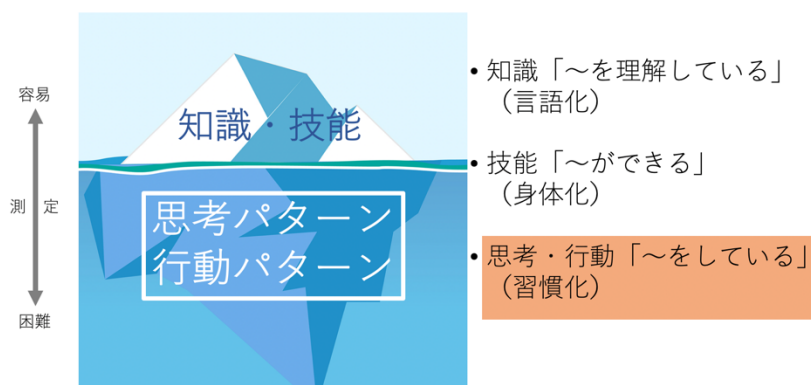 容易
測 定
困難
知識・技能
思考パターン
行動パターン
• 知識「～を理解している」
（言語化）
• 技能「～ができる」
（身体化）
• 思考・行動「～をしている」
（習慣化）